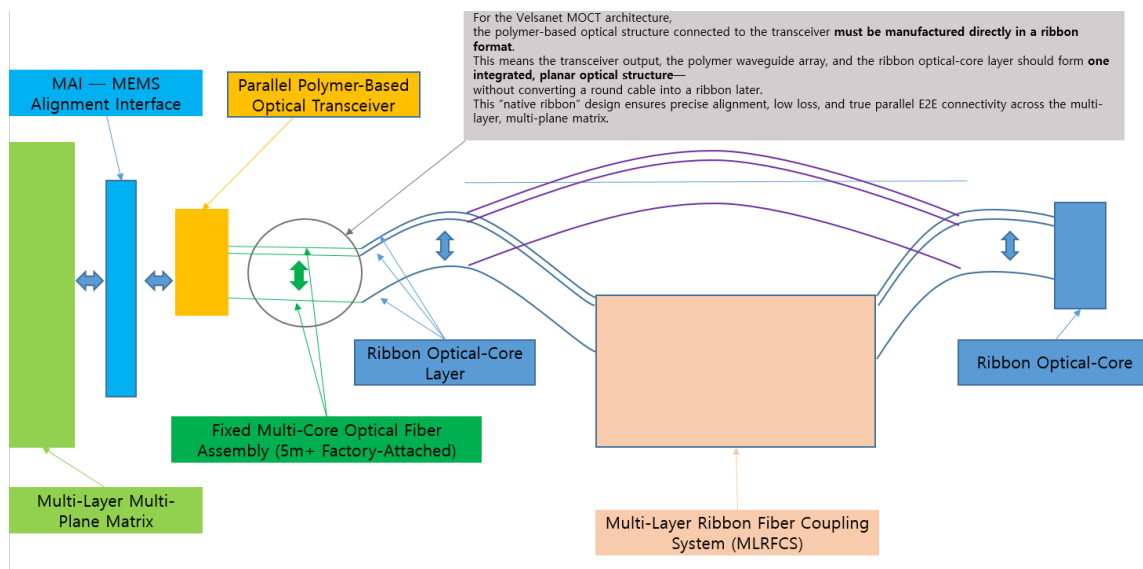 For the Velsanet MOCT architecture,
the polymer-based optical structure connected to the transceiver must be manufactured directly in a ribbon
format.
This means the transceiver output, the polymer waveguide array, and the ribbon optical-core layer should form one
integrated, planar optical structure—
without converting a round cable into a ribbon later.
This "native ribbon" design ensures precise alignment, low loss, and true parallel E2E connectivity across the multi-
layer, multi-plane matrix.
MAI — MEMS
Alignment Interface
Parallel Polymer-Based
Optical Transceiver
Ribbon Optical-Core
Layer
Ribbon Optical-Core
Fixed Multi-Core Optical Fiber
Assembly (5m+ Factory-Attached)
Multi-Layer Multi-
Plane Matrix
Multi-Layer Ribbon Fiber Coupling
System (MLRFCS)